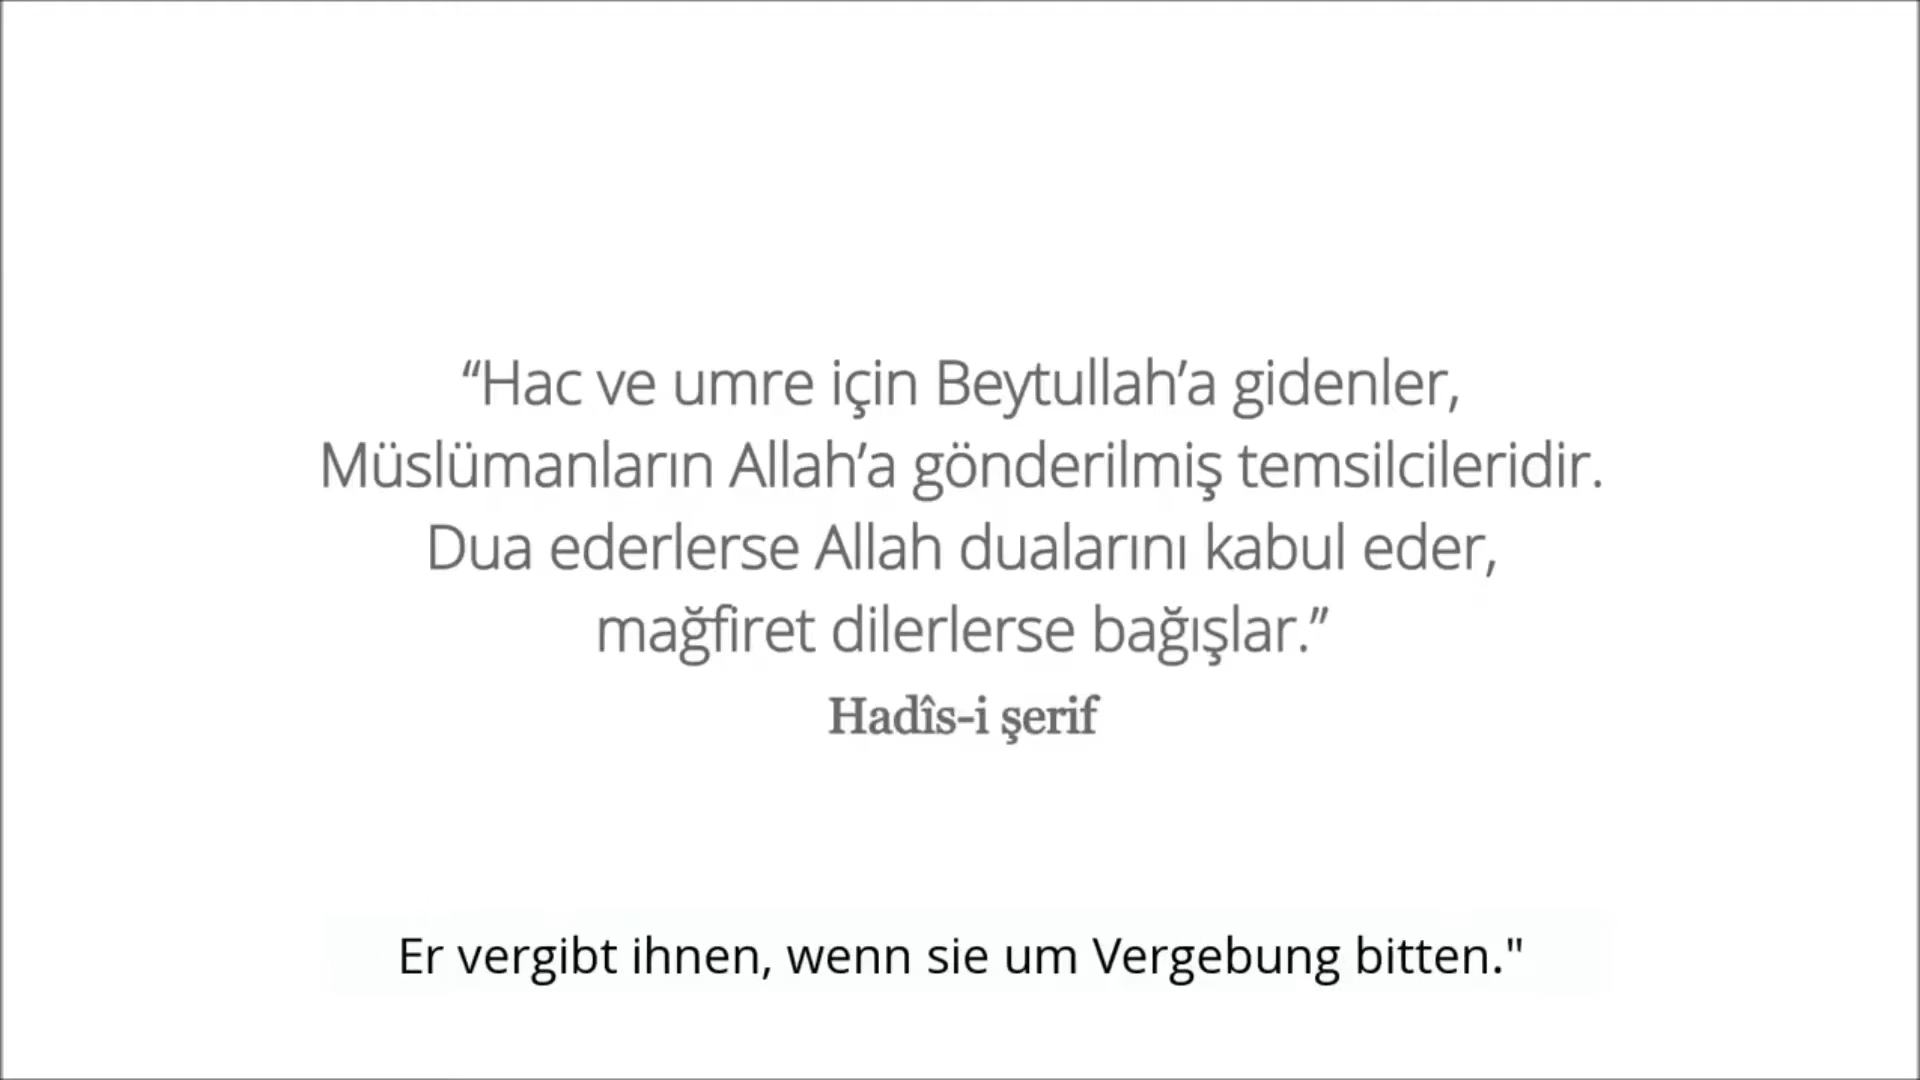 “Hac ve umre için Beytullah’a gidenler,
Müslümanların Allah’a gönderilmiş temsilcileridir.
Dua ederlerse Allah dualarını kabul eder,
mağfiret dilerlerse bağışlar.”
Hadîs-i şerif
Er vergibt ihnen, wenn sie um Vergebung bitten."